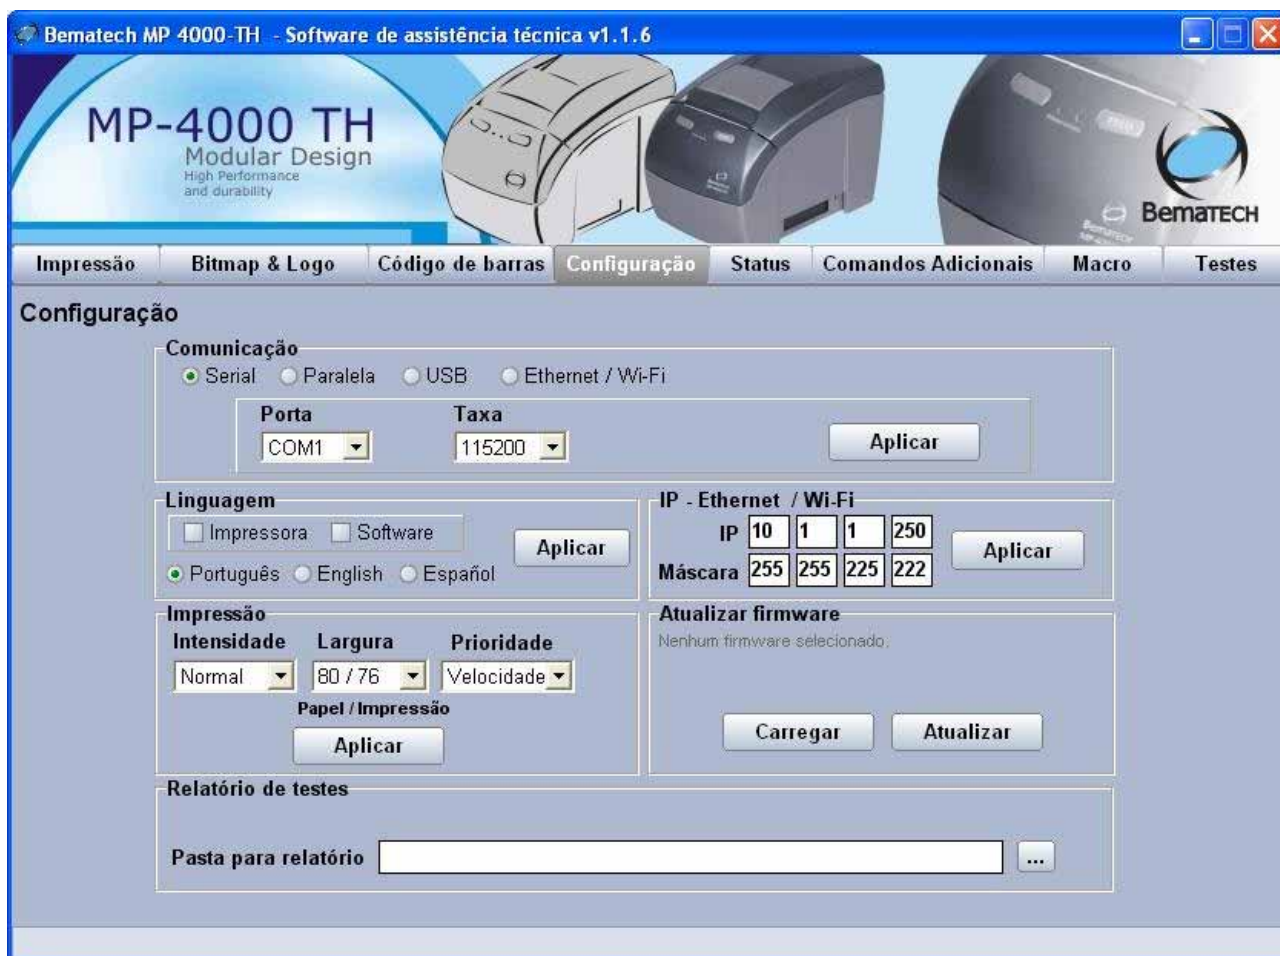 Bematech MP 4000-TH - Software de assistência técnica v1.1.6
MP-4000 TH
Modular Design
High Performance
and durability
BEMATECH
Impressão Bitmap & Logo Código de barras Configuração Status Comandos Adicionais Macro Testes
Configuração
Comunicação
Serial Paralela USB Ethernet / Wi-Fi
Porta Taxa
COM1 115200 Aplicar
Linguagem
Impressora Software
Aplicar
Português English Español
IP - Ethernet / Wi-Fi
IP 10 1 1 250
Aplicar
Máscara 255 255 225 222
Impressão
Intensidade Largura Prioridade
Normal 80 / 76 Velocidade
Papel / Impressão
Aplicar
Atualizar firmware
Nenhum firmware selecionado.
Carregar Atualizar
Relatório de testes
Pasta para relatório ...